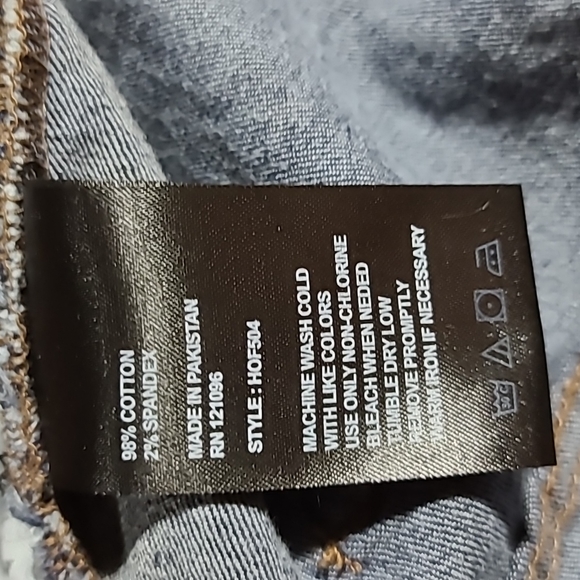 98% COTTON
2% SPANDEX
MADE IN PAKISTAN
RN 121096
STYLE : HOF504
MACHINE WASH COLD
WITH LIKE COLORS
USE ONLY NON-CHLORINE
BLEACH WHEN NEDED
TUMBLE DRY LOW
REMOVE PROMPTLY
WARM IRON IF NECESSARY